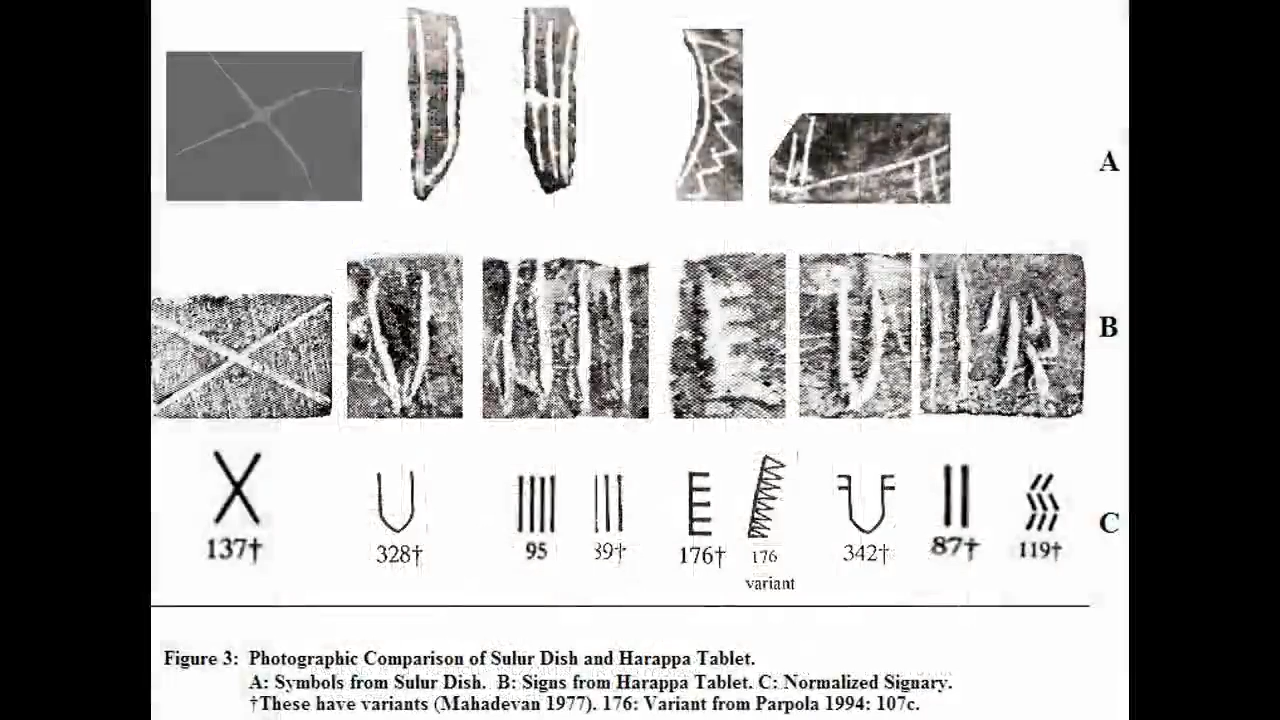 A
B
C
137† 328† 95 39† 176† 176 342† 87† 119†
variant
Figure 3: Photographic Comparison of Sulur Dish and Harappa Tablet.
A: Symbols from Sulur Dish. B: Signs from Harappa Tablet. C: Normalized Signary.
†These have variants (Mahadevan 1977). 176: Variant from Parpola 1994: 107c.